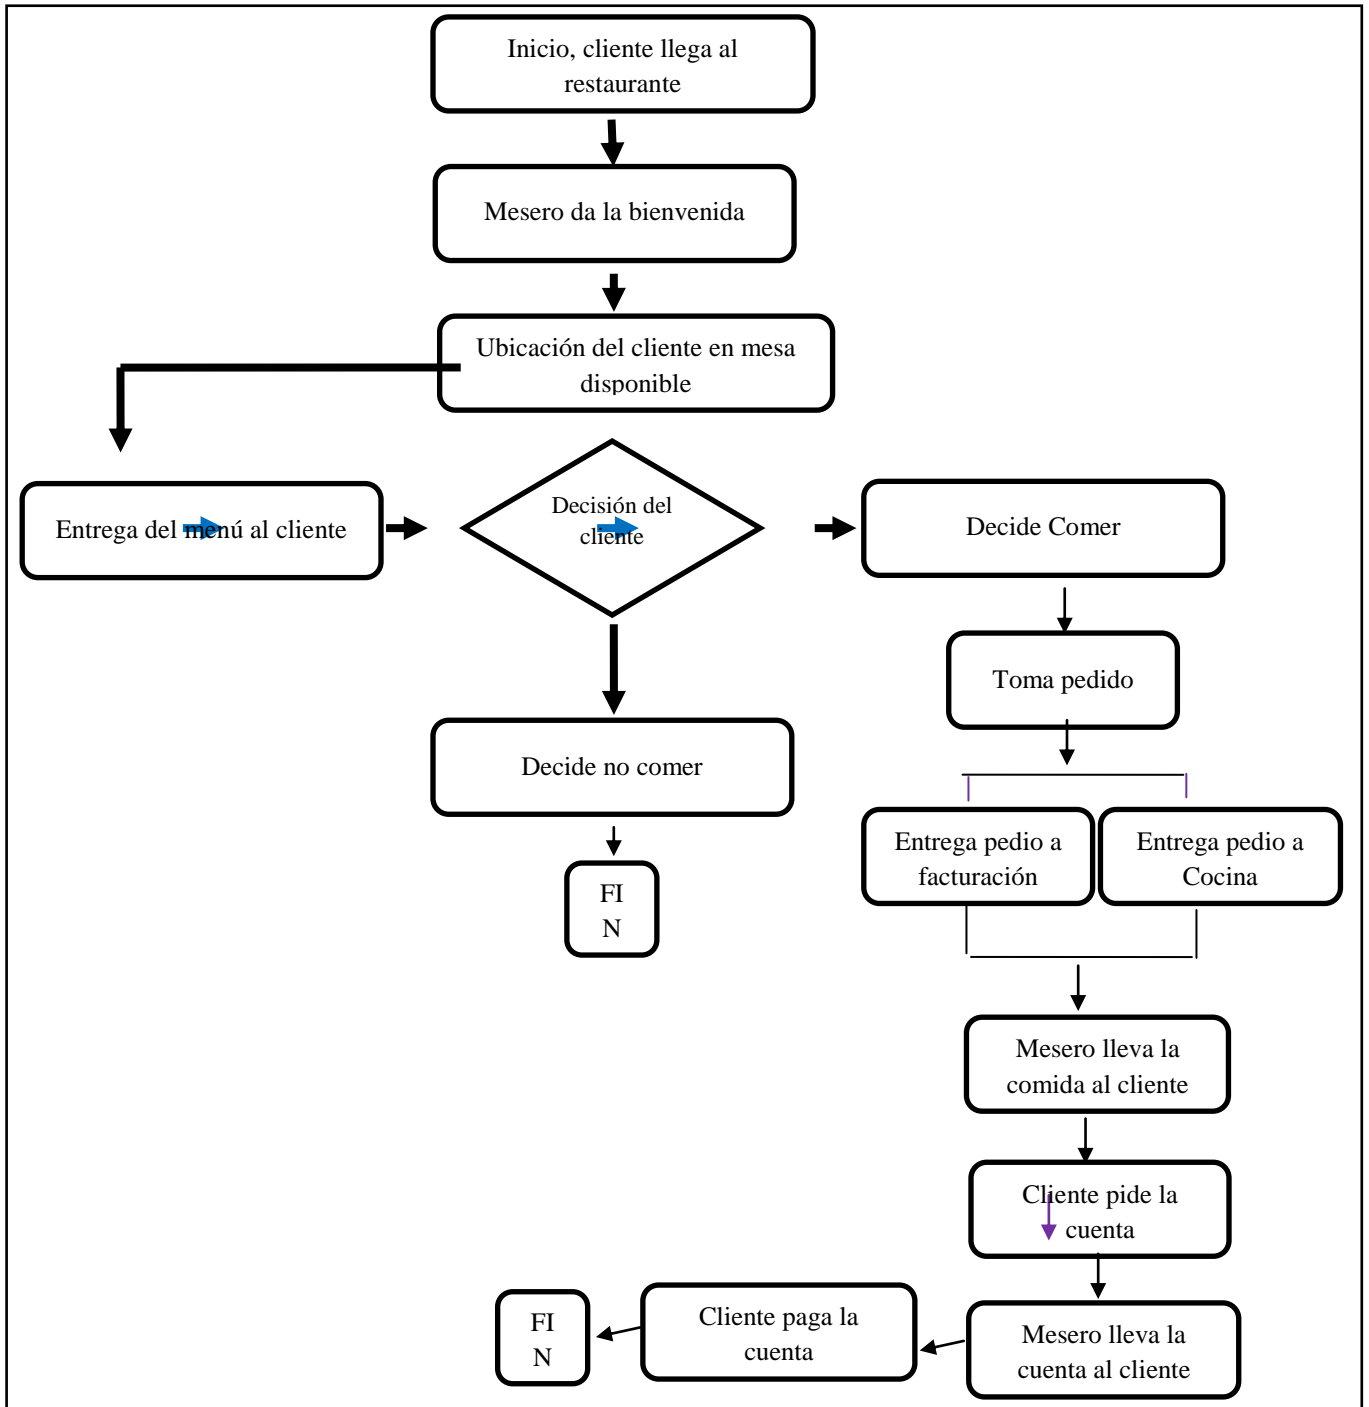 Inicio, cliente llega al
restaurante
Mesero da la bienvenida
Ubicación del cliente en mesa
disponible
Entrega del menú al cliente
Decisión del
cliente
Decide Comer
Toma pedido
Decide no comer
Entrega pedio a
facturación
Entrega pedio a
Cocina
FI
N
Mesero lleva la
comida al cliente
Cliente pide la
cuenta
Mesero lleva la
cuenta al cliente
Cliente paga la
cuenta
FI
N